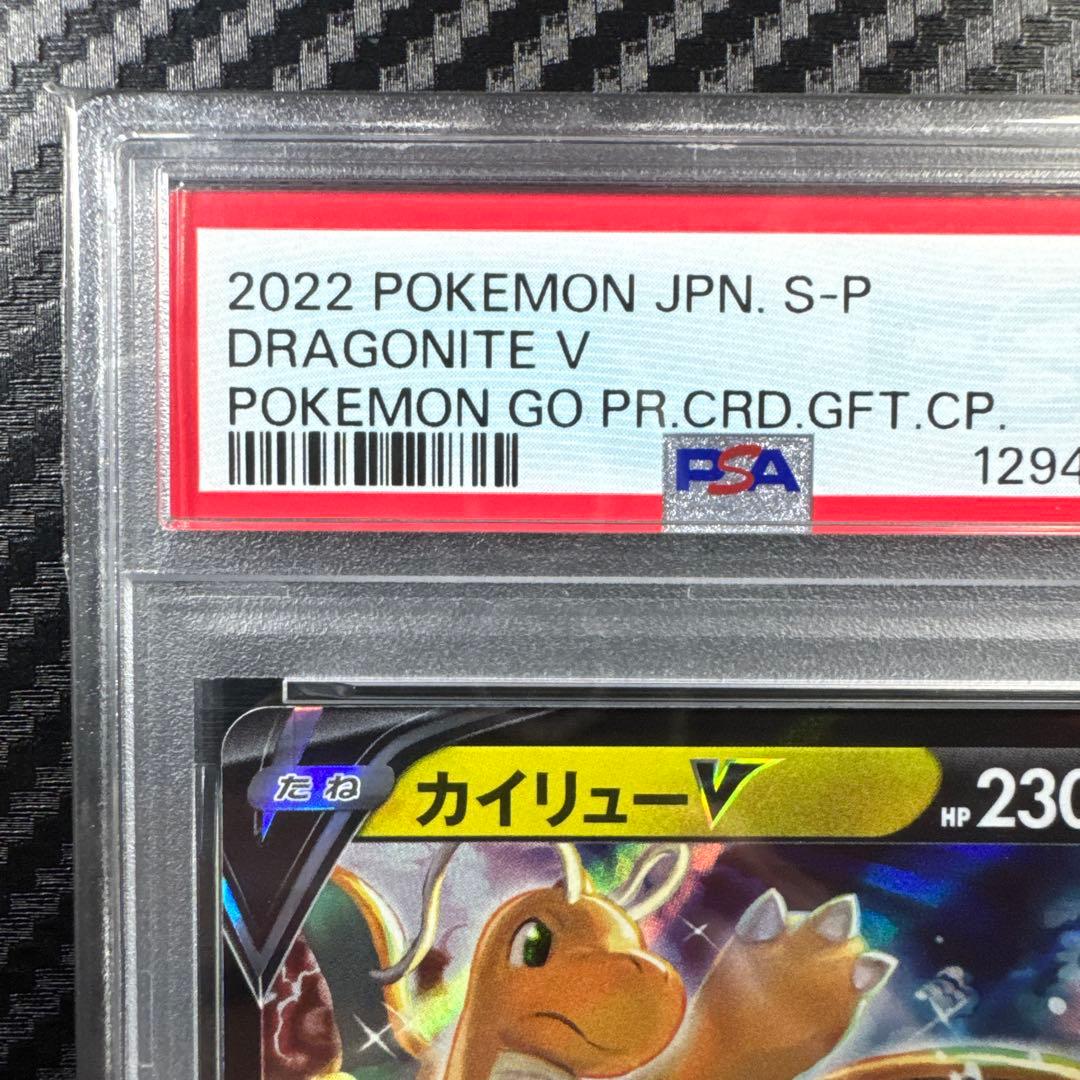 2022 POKEMON JPN. S-P
DRAGONITE V
POKEMON GO PR.CRD.GFT.CP.
PSA 1294
たね カイリューV HP 230